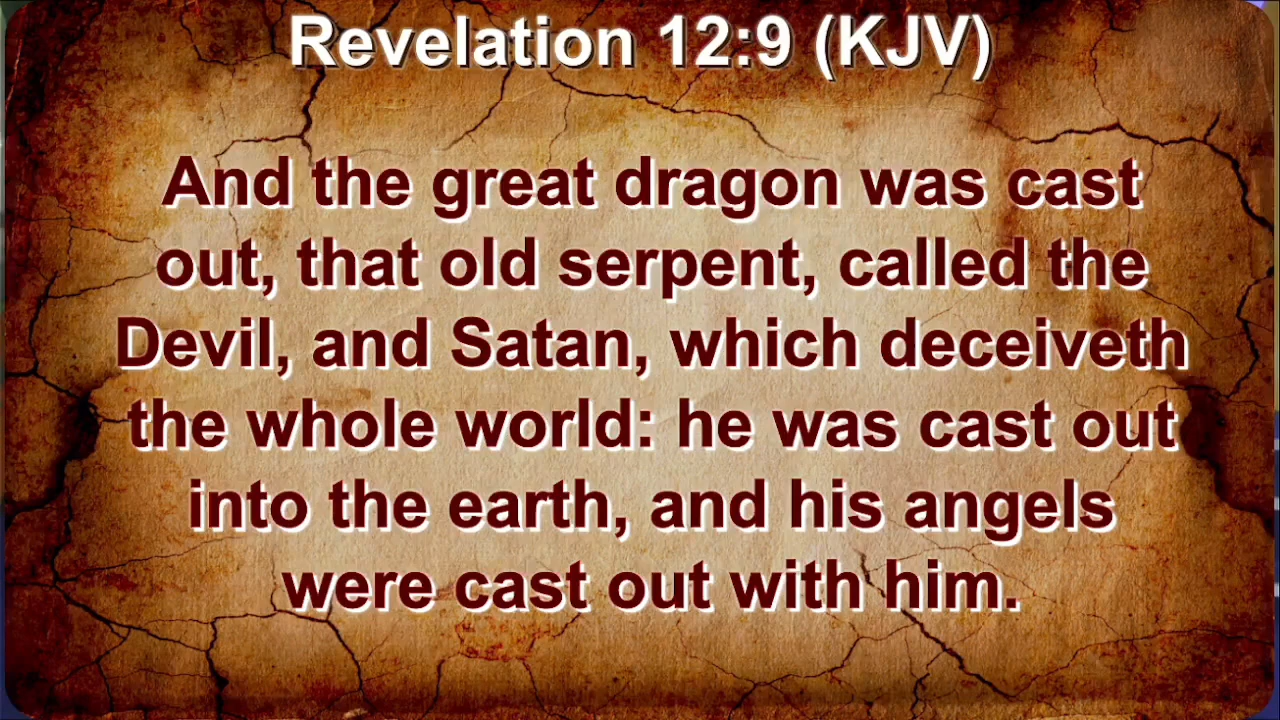 Revelation 12:9 (KJV)
And the great dragon was cast
out, that old serpent, called the
Devil, and Satan, which deceiveth
the whole world: he was cast out
into the earth, and his angels
were cast out with him.